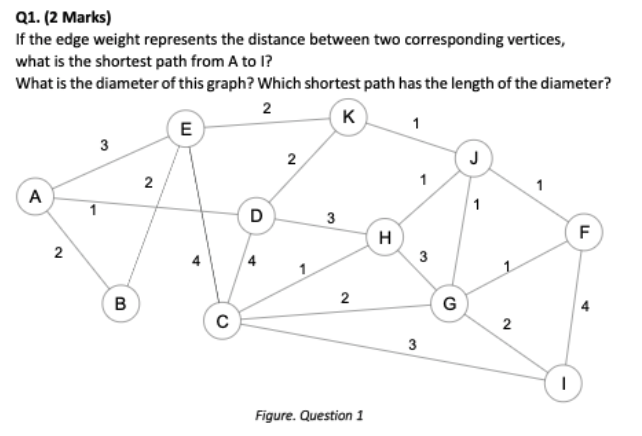 Q1. (2 Marks)
If the edge weight represents the distance between two corresponding vertices,
what is the shortest path from A to I?
What is the diameter of this graph? Which shortest path has the length of the diameter?
2
K
E
1
3
2
J
A
2
1
1
1
D
3
F
H
2
4
4
1
3
1
B
2
G
4
C
2
3
I
Figure. Question 1